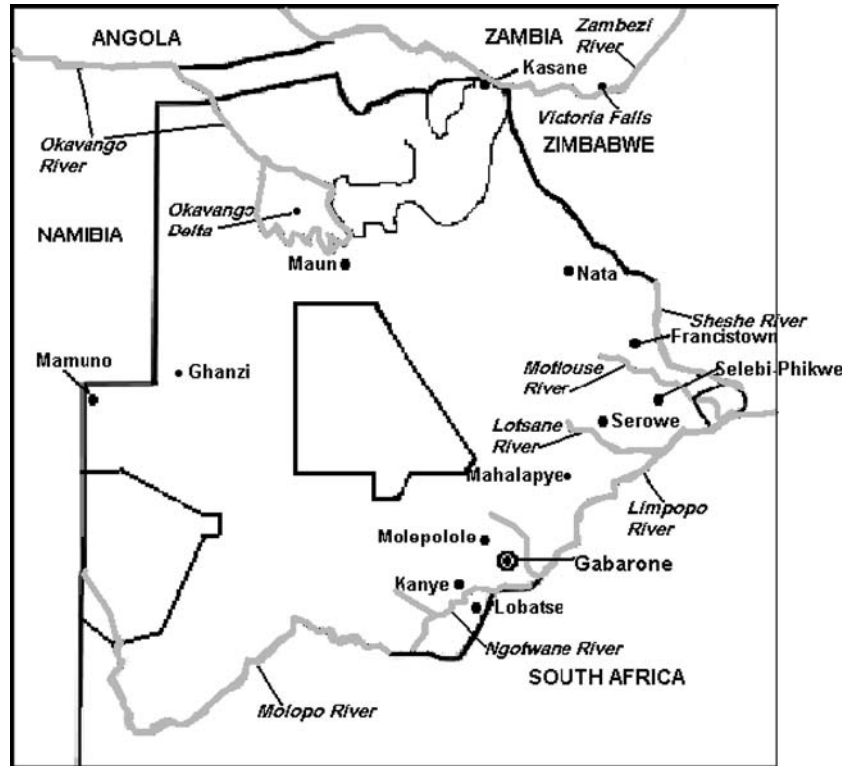 ANGOLA
ZAMBIA
Zambezi
River
Kasane
Victoria Falls
ZIMBABWE
Okavango
River
Okavango
Delta
NAMIBIA
Maun
Nata
Sheshe River
Francistown
Mamuno
Ghanzi
Motlouse
River
Selebi-Phikwe
Lotsane
River
Serowe
Mahalapye
Limpopo
River
Molepolole
Gabarone
Kanye
Lobatse
Ngotwane River
SOUTH AFRICA
Molopo River